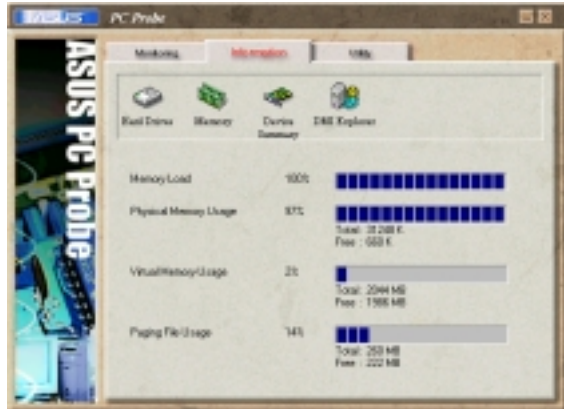 ASUS PC Probe
ASUS PC Probe
Monitoring Information Utility
Hard Drives Memory Device Summary DMI Explorer
Memory Load 100%
Physical Memory Usage 97%
Total: 31248 K
Free : 668 K
Virtual Memory Usage 2%
Total: 2044 MB
Free : 1986 MB
Paging File Usage 14%
Total: 260 MB
Free : 222 MB